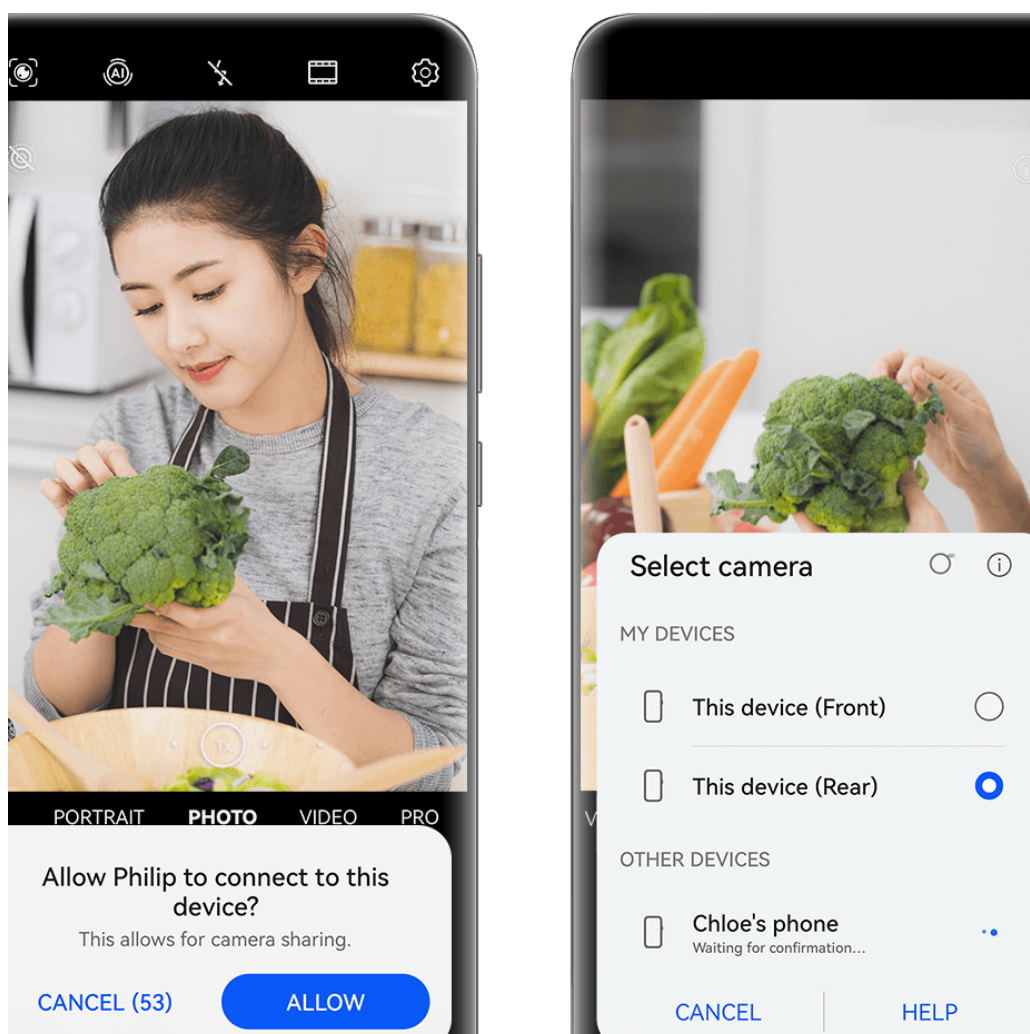 AI
1X
PORTRAIT PHOTO VIDEO PRO
Allow Philip to connect to this
device?
This allows for camera sharing.
CANCEL (53) ALLOW
Select camera
MY DEVICES
This device (Front)
This device (Rear)
V
OTHER DEVICES
Chloe's phone
Waiting for confirmation...
CANCEL HELP